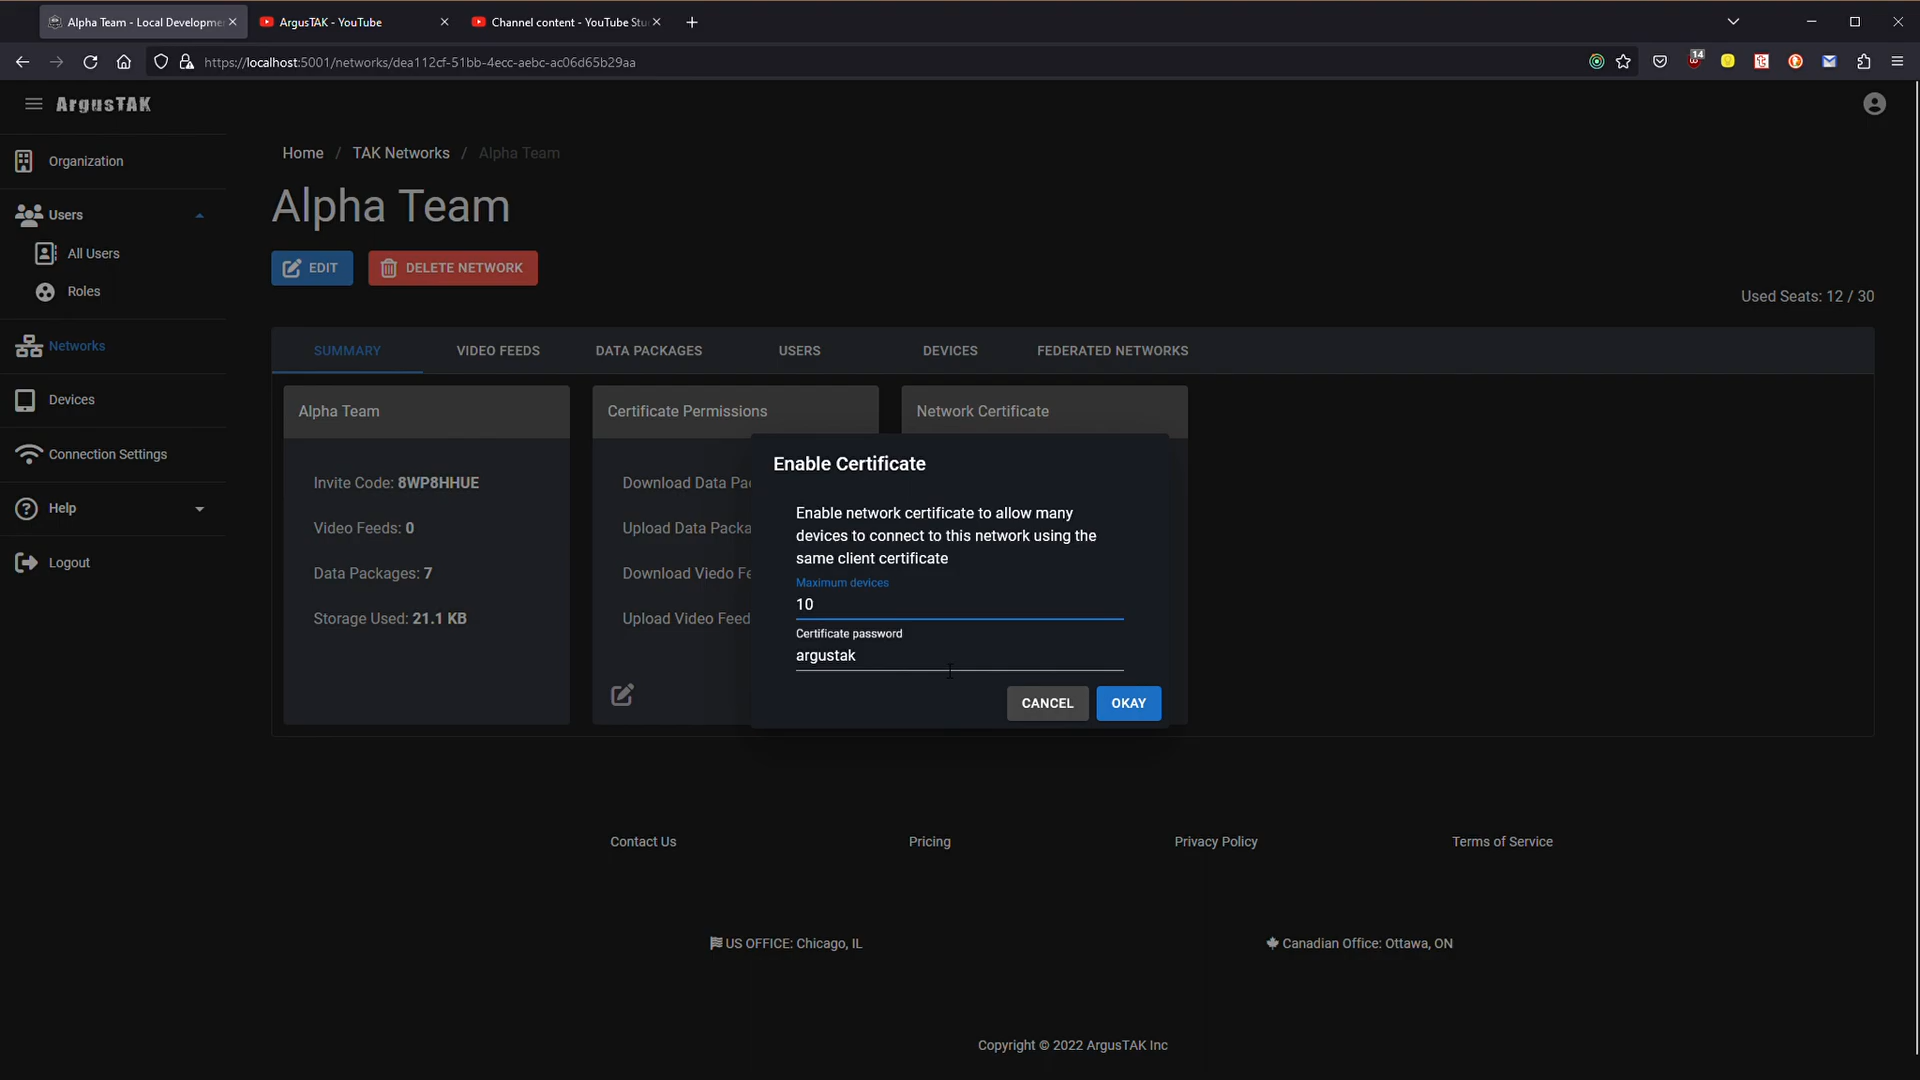 Alpha Team - Local Developme
ArgusTAK - YouTube
Channel content - YouTube Stu
https://localhost:5001/networks/dea112cf-51bb-4ecc-aebc-ac06d65b29aa
14
ArgusTAK
Organization
Users
All Users
Roles
Networks
Devices
Connection Settings
Help
Logout
Home / TAK Networks / Alpha Team
Alpha Team
EDIT
DELETE NETWORK
Used Seats: 12 / 30
SUMMARY
VIDEO FEEDS
DATA PACKAGES
USERS
DEVICES
FEDERATED NETWORKS
Alpha Team
Invite Code: 8WP8HHUE
Video Feeds: 0
Data Packages: 7
Storage Used: 21.1 KB
Certificate Permissions
Download Data Pa
Upload Data Packa
Download Viedo Fe
Upload Video Feed
Network Certificate
Enable Certificate
Enable network certificate to allow many
devices to connect to this network using the
same client certificate
Maximum devices
10
Certificate password
argustak
CANCEL
OKAY
Contact Us
Pricing
Privacy Policy
Terms of Service
US OFFICE: Chicago, IL
Canadian Office: Ottawa, ON
Copyright © 2022 ArgusTAK Inc